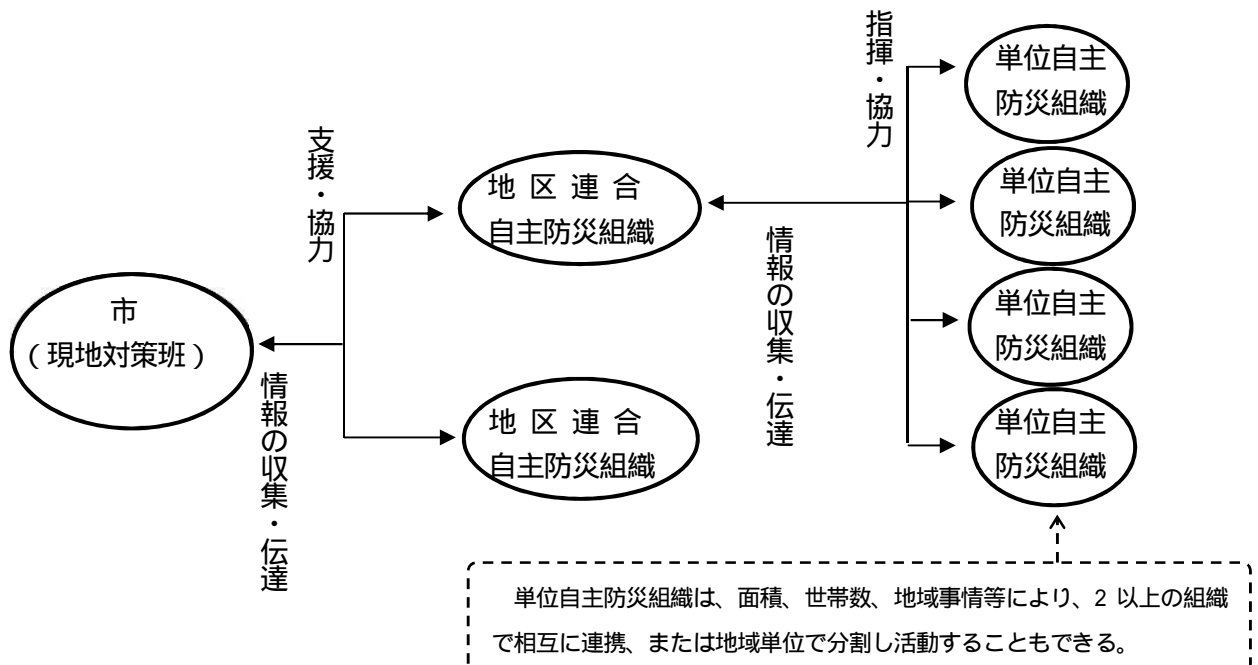 市
（現地対策班）
支援・協力
情報の収集・伝達
地区連合
自主防災組織
地区連合
自主防災組織
指揮・協力
情報の収集・伝達
単位自主
防災組織
単位自主
防災組織
単位自主
防災組織
単位自主
防災組織
単位自主防災組織は、面積、世帯数、地域事情等により、2 以上の組織
で相互に連携、または地域単位で分割し活動することもできる。